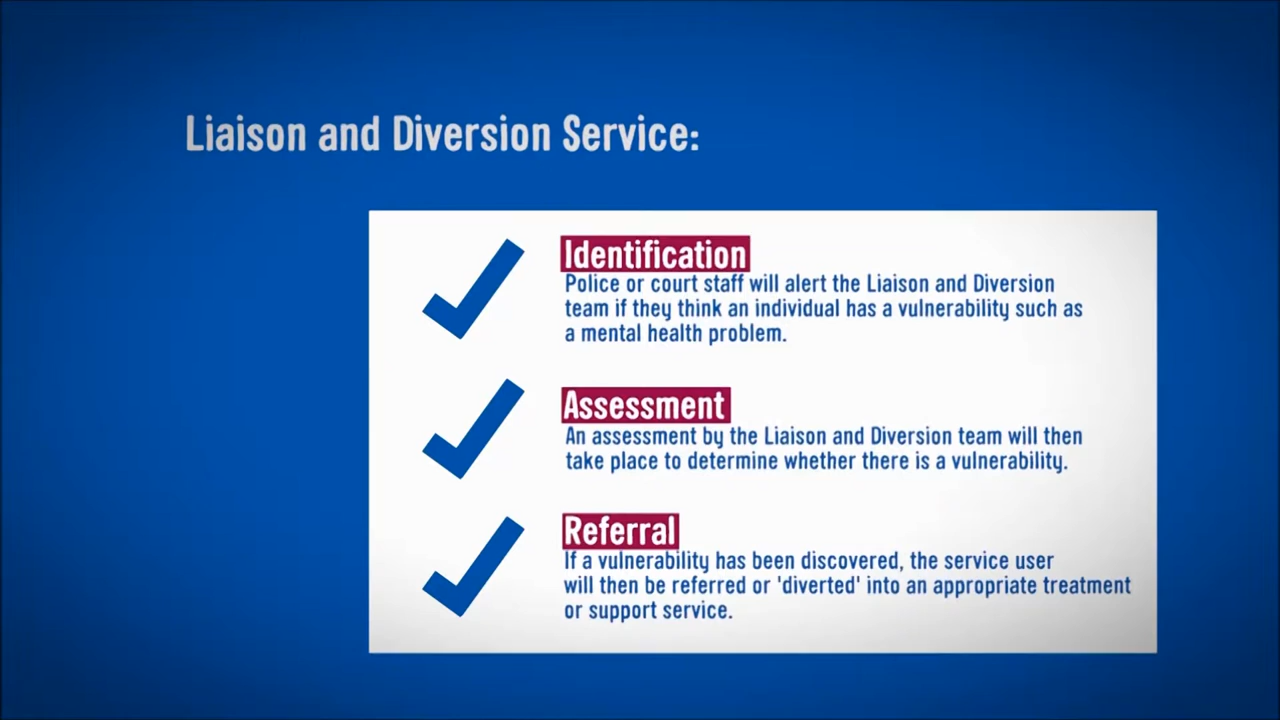 Liaison and Diversion Service:
Identification
Police or court staff will alert the Liaison and Diversion
team if they think an individual has a vulnerability such as
a mental health problem.
Assessment
An assessment by the Liaison and Diversion team will then
take place to determine whether there is a vulnerability.
Referral
If a vulnerability has been discovered, the service user
will then be referred or 'diverted' into an appropriate treatment
or support service.